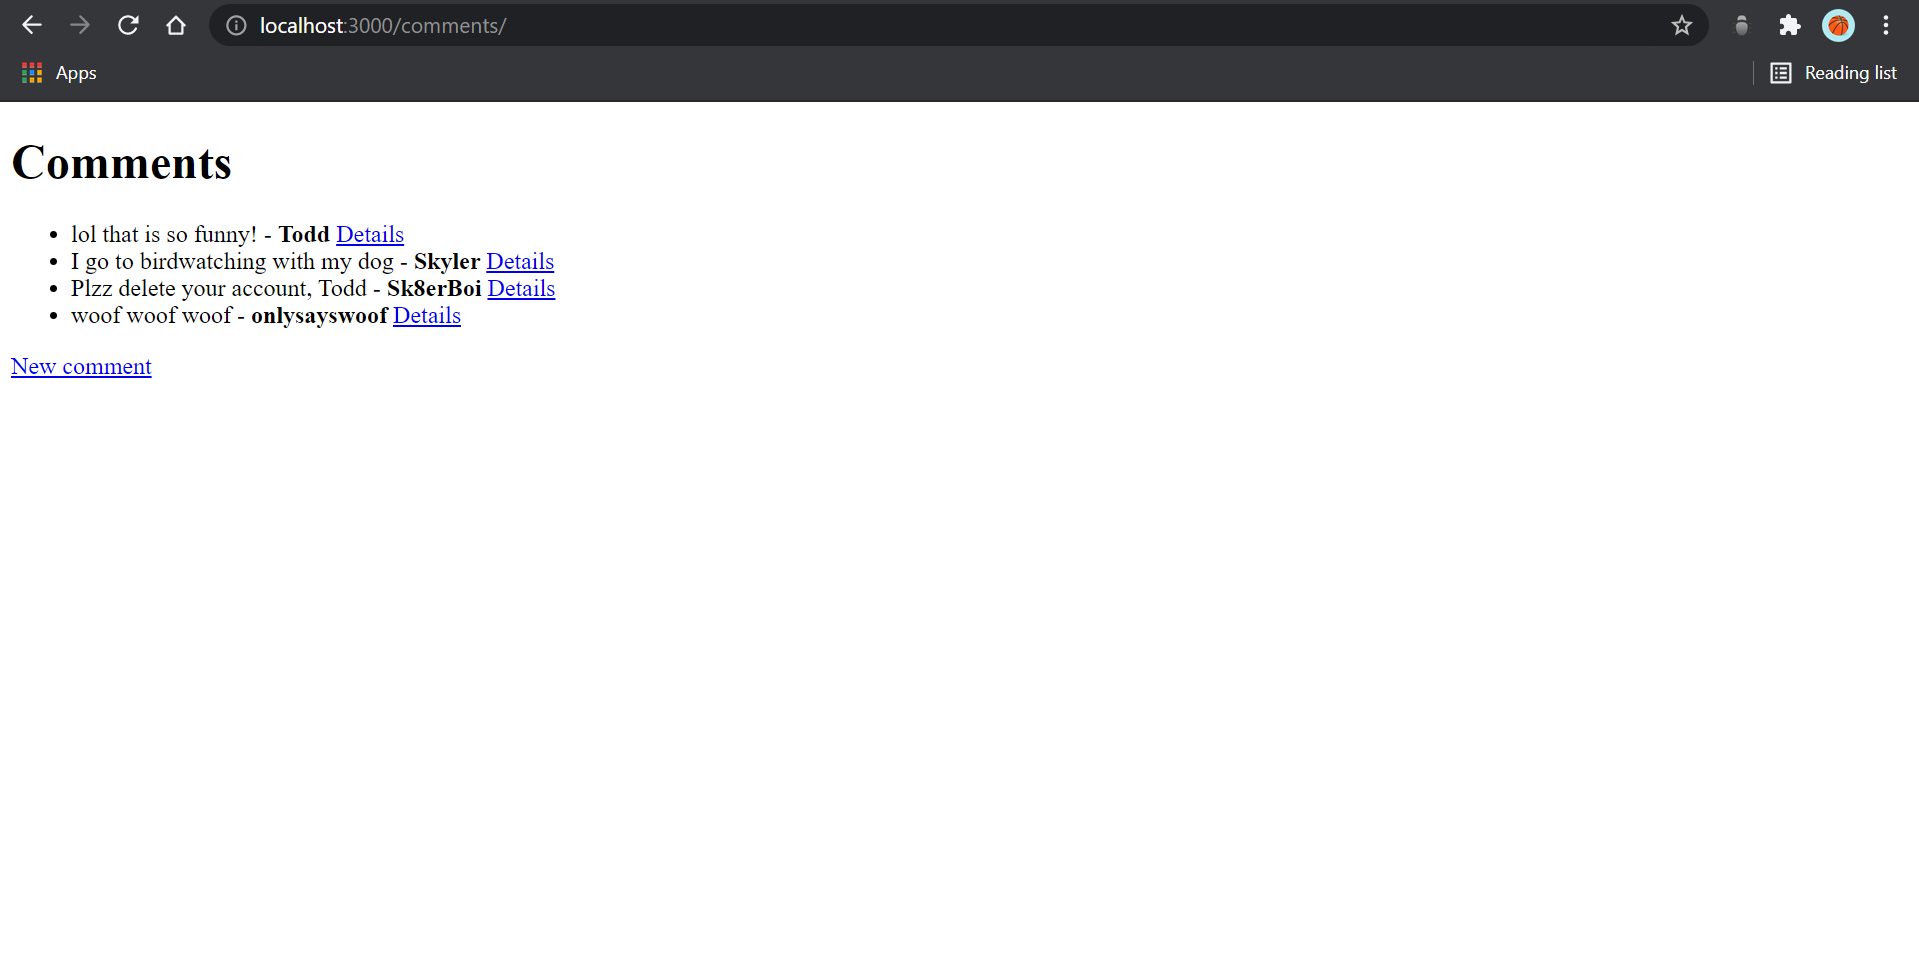 localhost:3000/comments/
Apps
Reading list
Comments
• lol that is so funny! - Todd Details
• I go to birdwatching with my dog - Skyler Details
• Plzz delete your account, Todd - Sk8erBoi Details
• woof woof woof - onlysayswoof Details
New comment